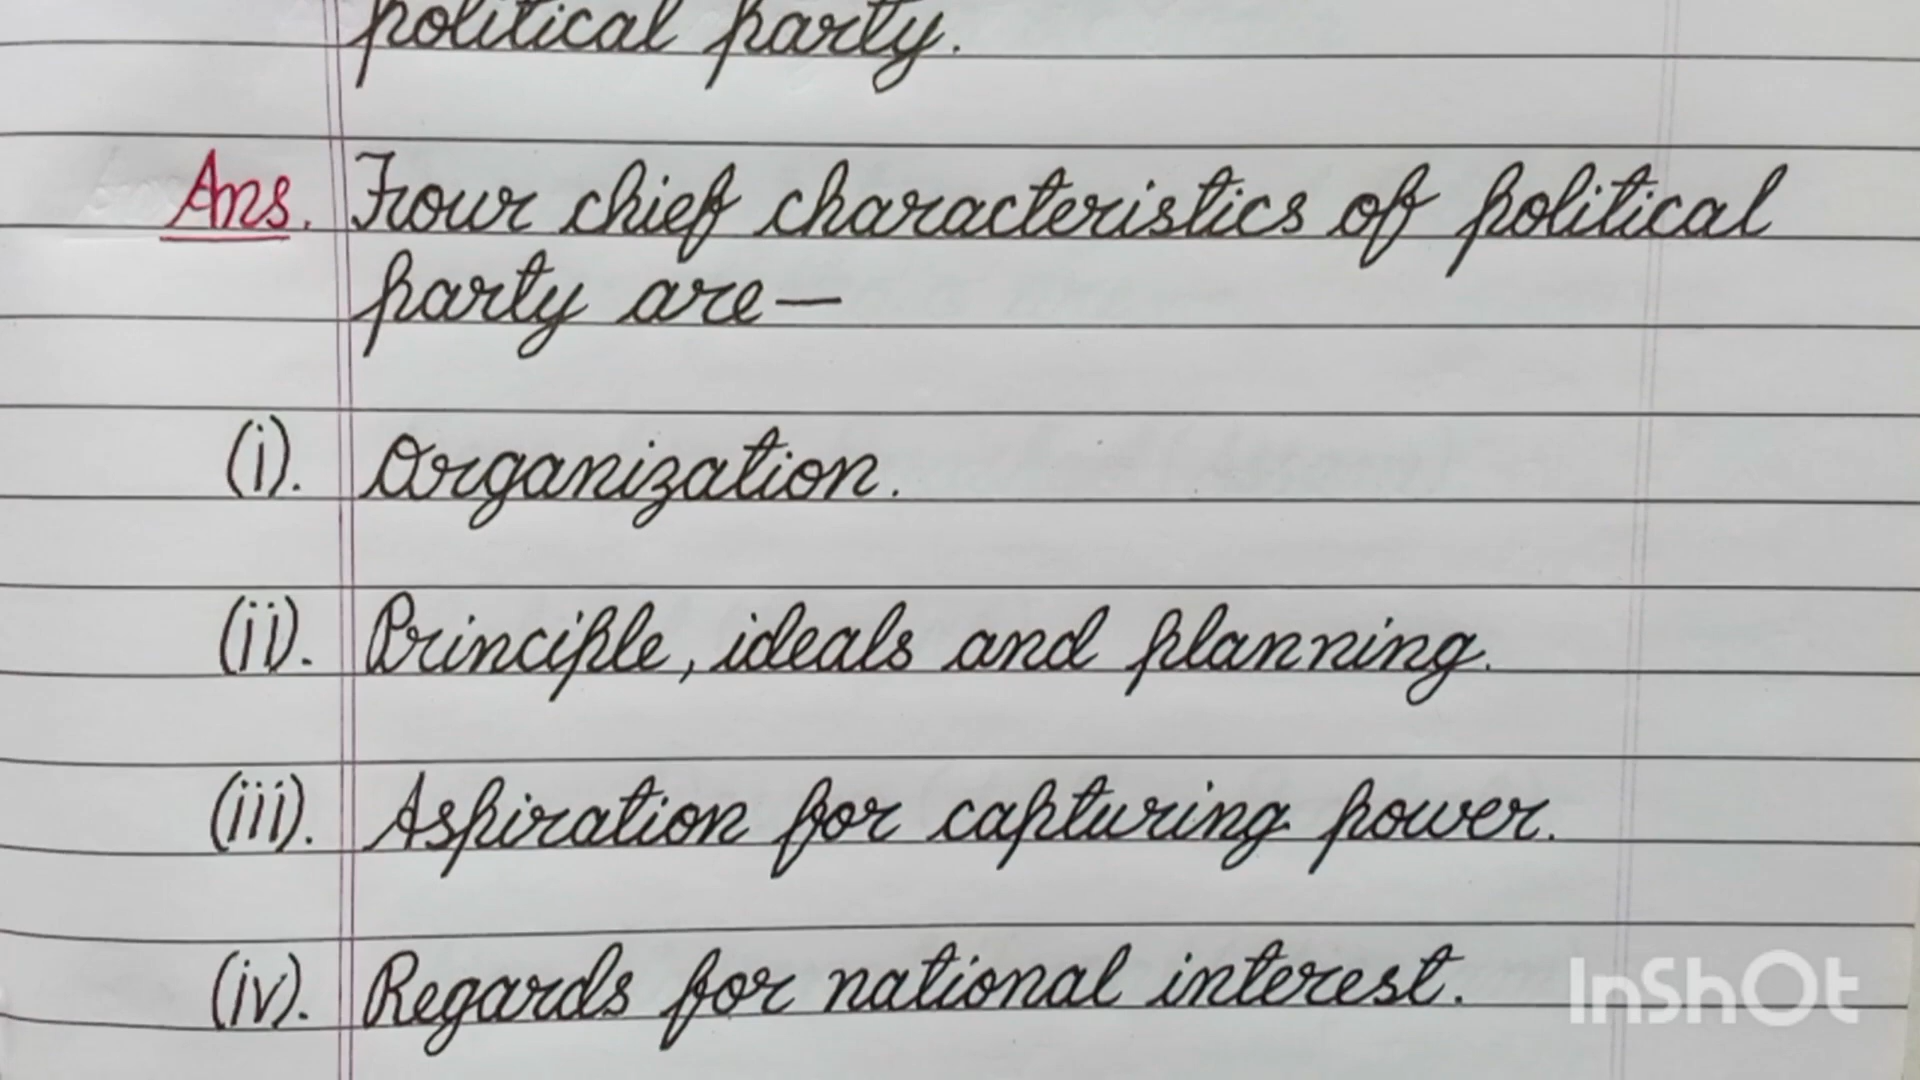 political party.
Ans. Four chief characteristics of political
party are—
(i). Organization.
(ii). Principle, ideals and planning.
(iii). Aspiration for capturing power.
(iv). Regards for national interest.
InShOt